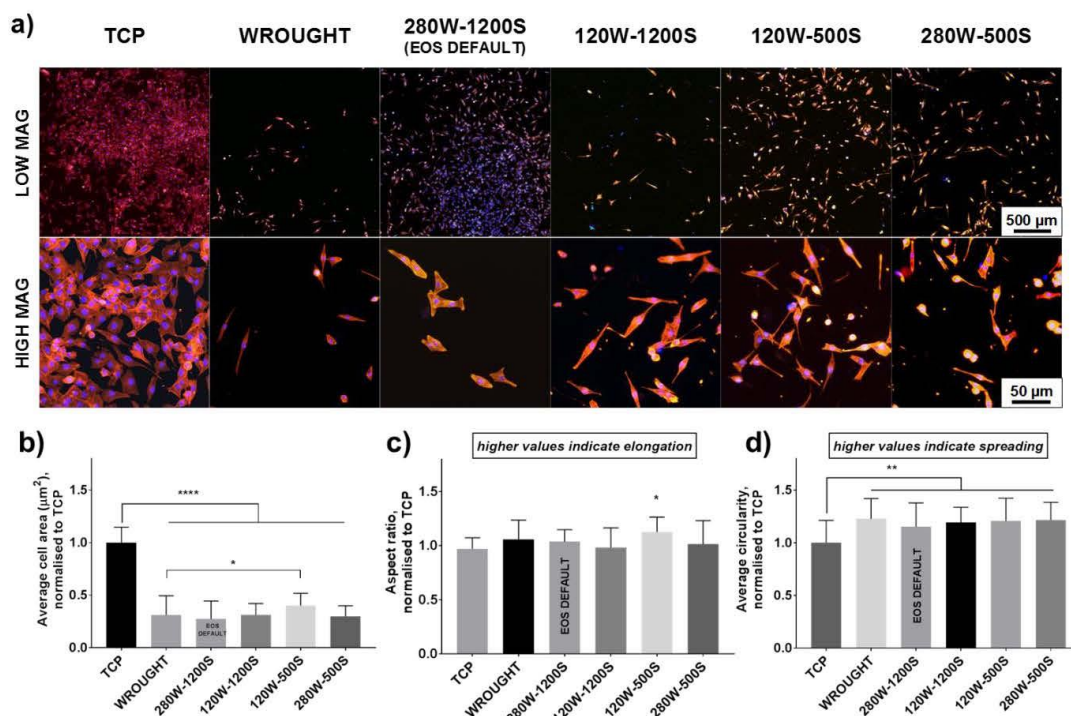 a)
TCP
WROUGHT
280W-1200S
(EOS DEFAULT)
120W-1200S
120W-500S
280W-500S
LOW MAG
500 µm
HIGH MAG
50 µm
b)
Average cell area (µm²),
normalised to TCP
1.5
1.0
0.5
0.0
****
*
EOS
DEFAULT
TCP
WROUGHT
280W-1200S
120W-1200S
120W-500S
280W-500S
c)
higher values indicate elongation
Aspect ratio,
normalised to TCP
1.5
1.0
0.5
0.0
*
EOS DEFAULT
TCP
WROUGHT
280W-1200S
120W-1200S
120W-500S
280W-500S
d)
higher values indicate spreading
Average circularity,
normalised to TCP
1.5
1.0
0.5
0.0
**
EOS DEFAULT
TCP
WROUGHT
280W-1200S
120W-1200S
120W-500S
280W-500S